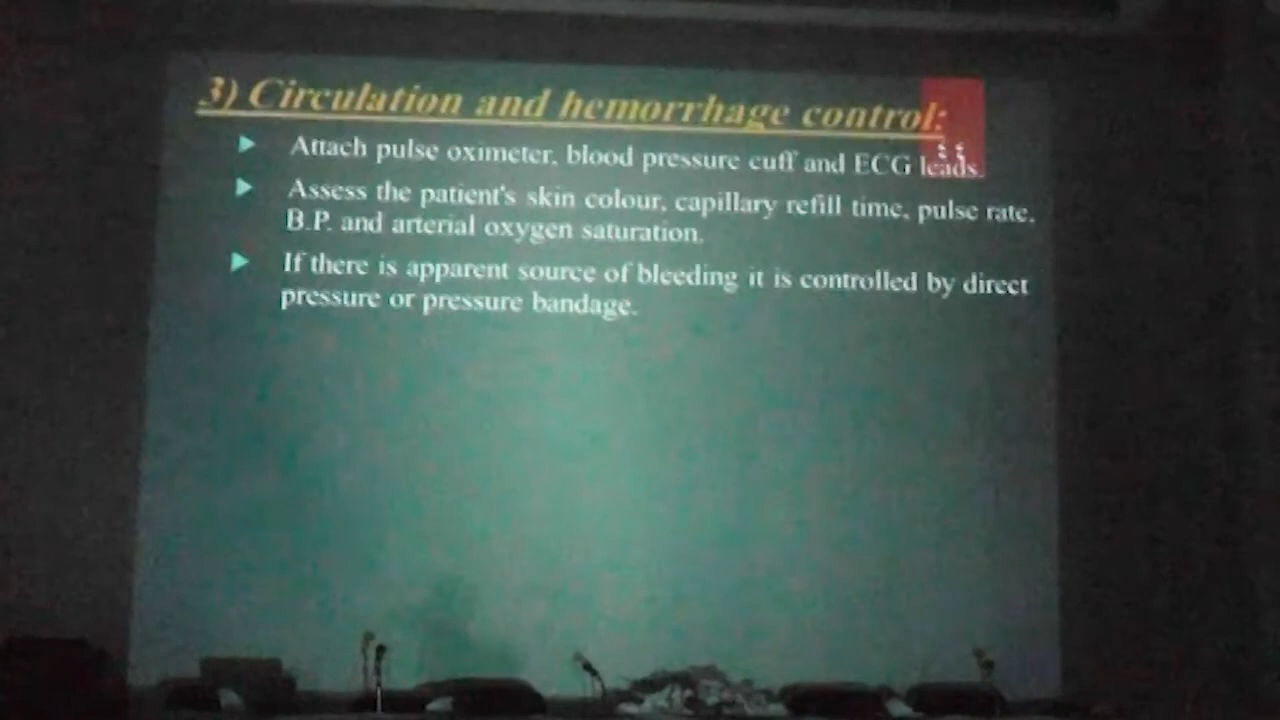 3) Circulation and hemorrhage control:
Attach pulse oximeter, blood pressure cuff and ECG leads.
Assess the patient's skin colour, capillary refill time, pulse rate,
B.P. and arterial oxygen saturation.
If there is apparent source of bleeding it is controlled by direct
pressure or pressure bandage.